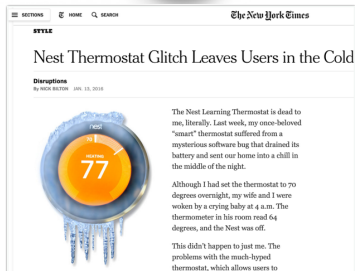 SECTIONS HOME SEARCH The New York Times
STYLE
Nest Thermostat Glitch Leaves Users in the Cold
Disruptions
By NICK BILTON JAN. 13, 2016
nest
HEATING
77
The Nest Learning Thermostat is dead to
me, literally. Last week, my once-beloved
“smart” thermostat suffered from a
mysterious software bug that drained its
battery and sent our home into a chill in
the middle of the night.
Although I had set the thermostat to 70
degrees overnight, my wife and I were
woken by a crying baby at 4 a.m. The
thermometer in his room read 64
degrees, and the Nest was off.
This didn’t happen to just me. The
problems with the much-hyped
thermostat, which allows users to